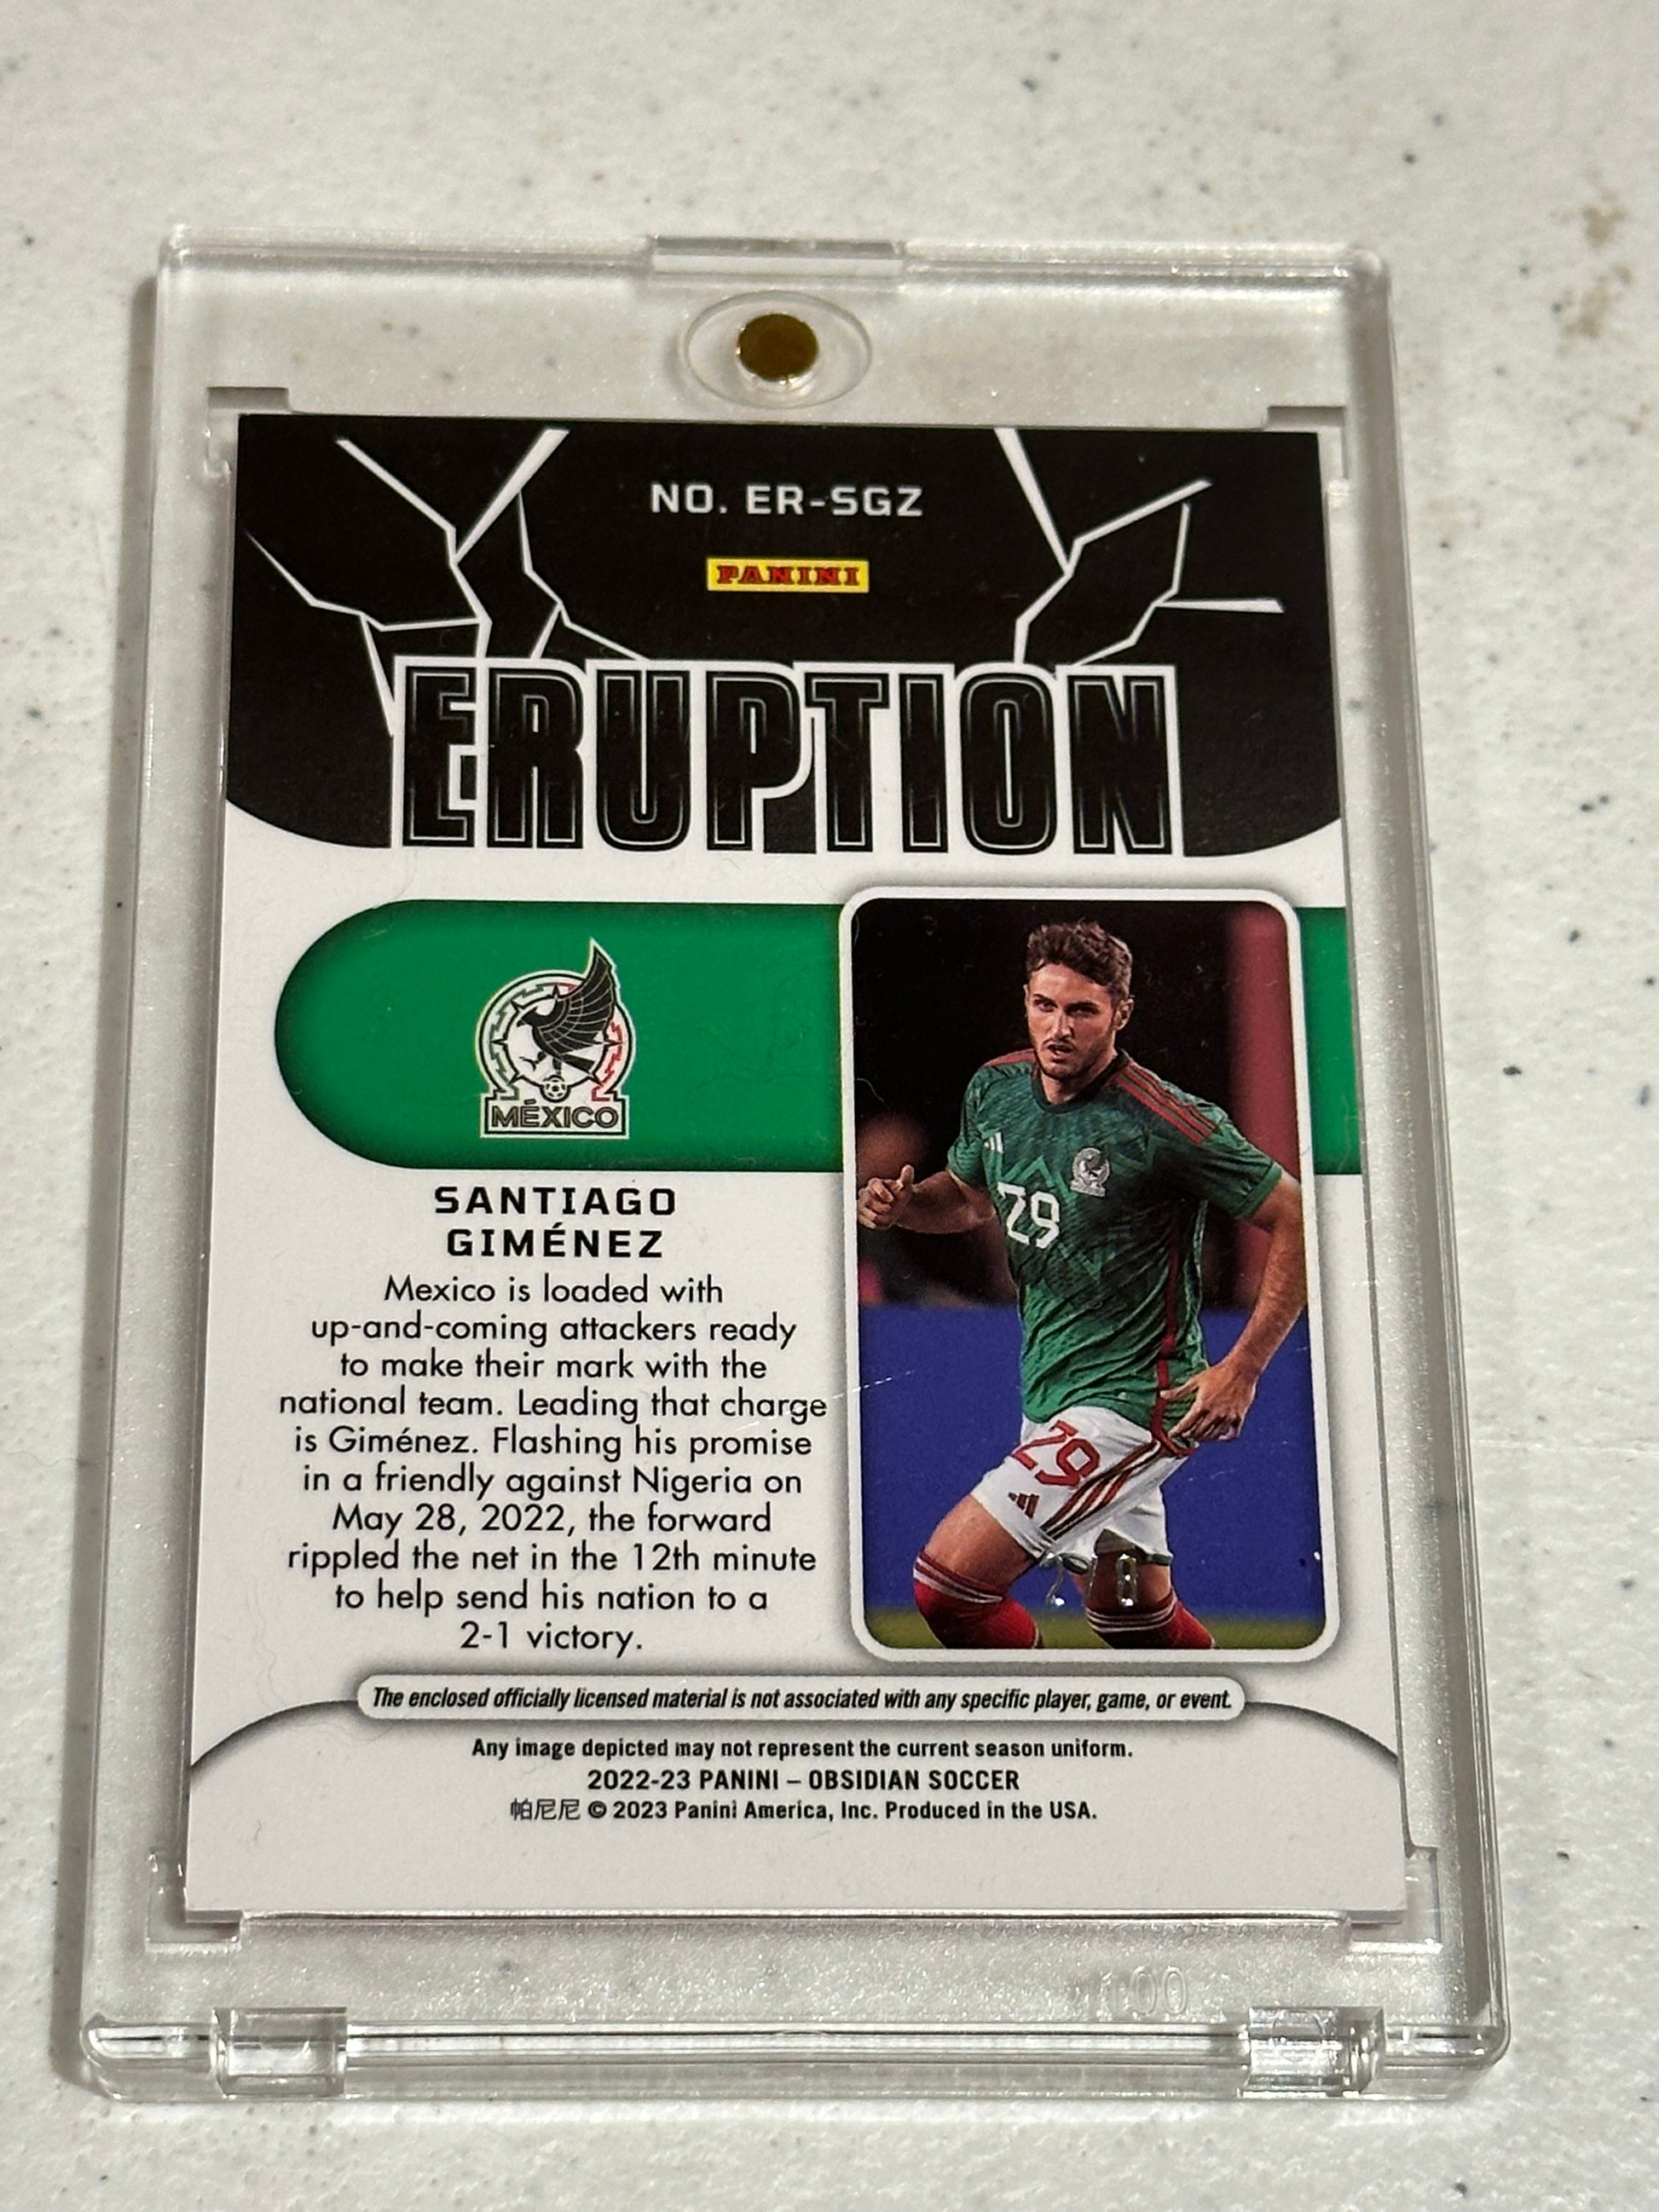 NO. ER-SGZ
PANINI
ERUPTION
MÉXICO
29
29
SANTIAGO
GIMÉNEZ
Mexico is loaded with
up-and-coming attackers ready
to make their mark with the
national team. Leading that charge
is Giménez. Flashing his promise
in a friendly against Nigeria on
May 28, 2022, the forward
rippled the net in the 12th minute
to help send his nation to a
2-1 victory.
The enclosed officially licensed material is not associated with any specific player, game, or event.
Any image depicted may not represent the current season uniform.
2022-23 PANINI – OBSIDIAN SOCCER
帕尼尼 © 2023 Panini America, Inc. Produced in the USA.